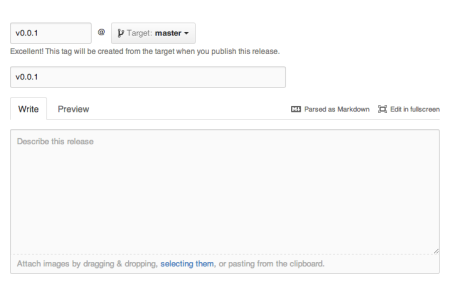 v0.0.1 @ Target: master
Excellent! This tag will be created from the target when you publish this release.
v0.0.1
Write Preview Parsed as Markdown Edit in fullscreen
Describe this release
Attach images by dragging & dropping, selecting them, or pasting from the clipboard.